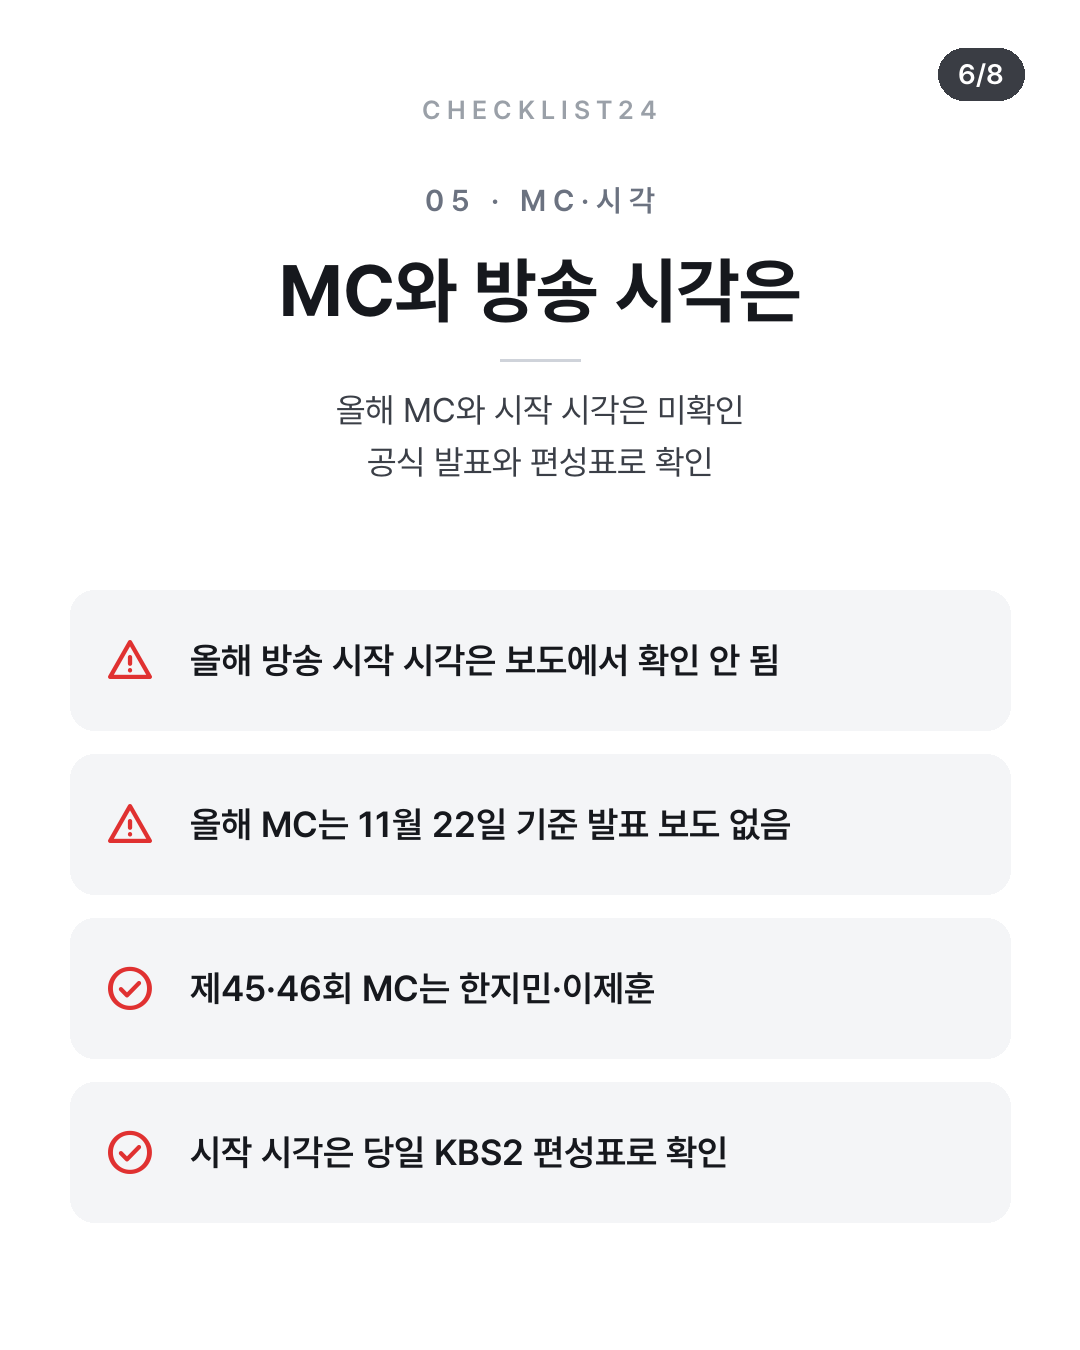 6/8
CHECKLIST24
05 · MC·시각
MC와 방송 시각은
올해 MC와 시작 시각은 미확인
공식 발표와 편성표로 확인
올해 방송 시작 시각은 보도에서 확인 안 됨
올해 MC는 11월 22일 기준 발표 보도 없음
제45·46회 MC는 한지민·이제훈
시작 시각은 당일 KBS2 편성표로 확인